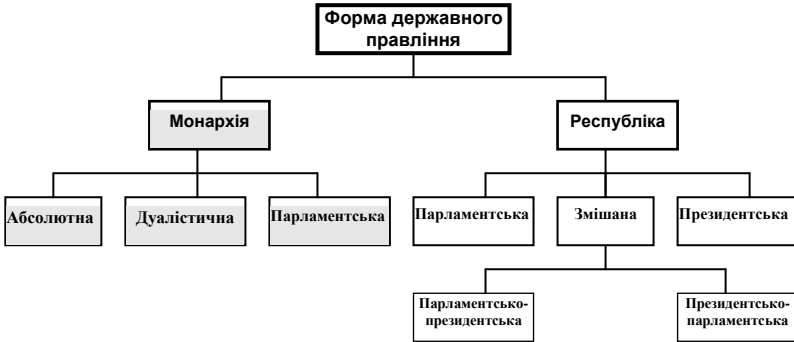 Форма державного
правління
Монархія
Республіка
Абсолютна
Дуалістична
Парламентська
Парламентська
Змішана
Президентська
Парламентсько-
президентська
Президентсько-
парламентська